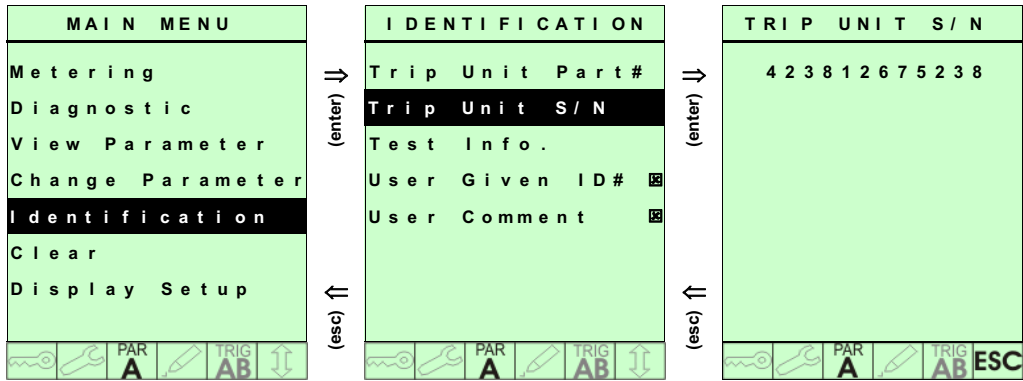 MAIN MENU
Metering
Diagnostic
View Parameter
Change Parameter
Identification
Clear
Display Setup
PAR
A
TRIG
AB
⇒
(enter)
⇐
(esc)
IDENTIFICATION
Trip Unit Part#
Trip Unit S/N
Test Info.
User Given ID#
User Comment
PAR
A
TRIG
AB
⇒
(enter)
⇐
(esc)
TRIP UNIT S/N
423812675238
PAR
A
TRIG
AB
ESC